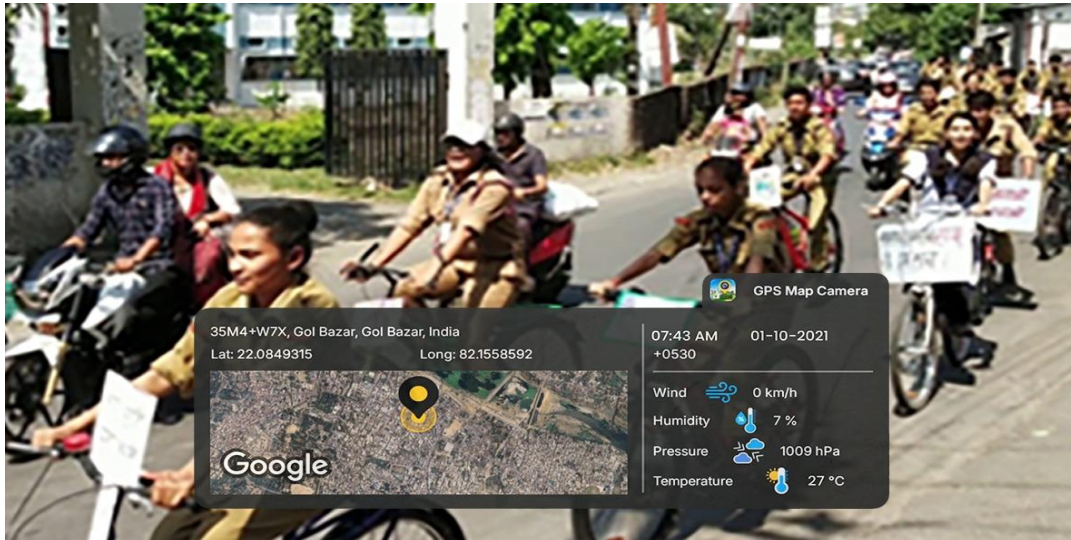 GPS Map Camera
35M4+W7X, Gol Bazar, Gol Bazar, India
Lat: 22.0849315 Long: 82.1558592
Google
07:43 AM 01-10-2021
+0530
Wind 0 km/h
Humidity 7 %
Pressure 1009 hPa
Temperature 27 °C